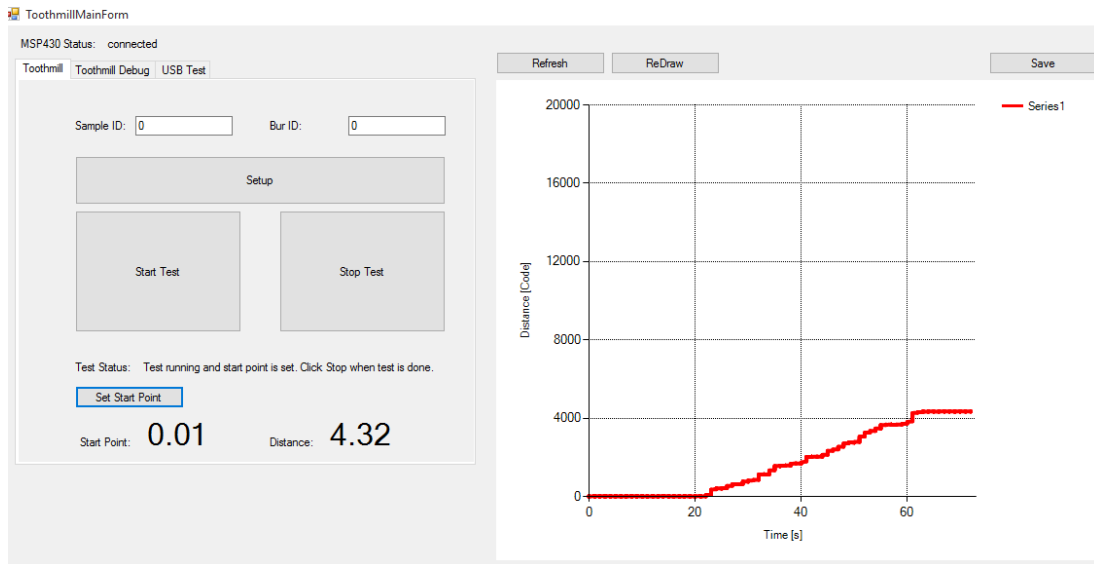 ToothmillMainForm
MSP430 Status: connected
Toothmill Toothmill Debug USB Test
Refresh ReDraw Save
Sample ID: 0 Bur ID: 0
Setup
Start Test Stop Test
Test Status: Test running and start point is set. Click Stop when test is done.
Set Start Point
Start Point: 0.01 Distance: 4.32
Series1
Distance [Code]
20000
16000
12000
8000
4000
0
0 20 40 60
Time [s]